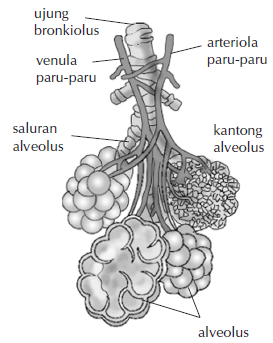 ujung
bronkiolus
venula
paru-paru
arteriola
paru-paru
saluran
alveolus
kantong
alveolus
alveolus